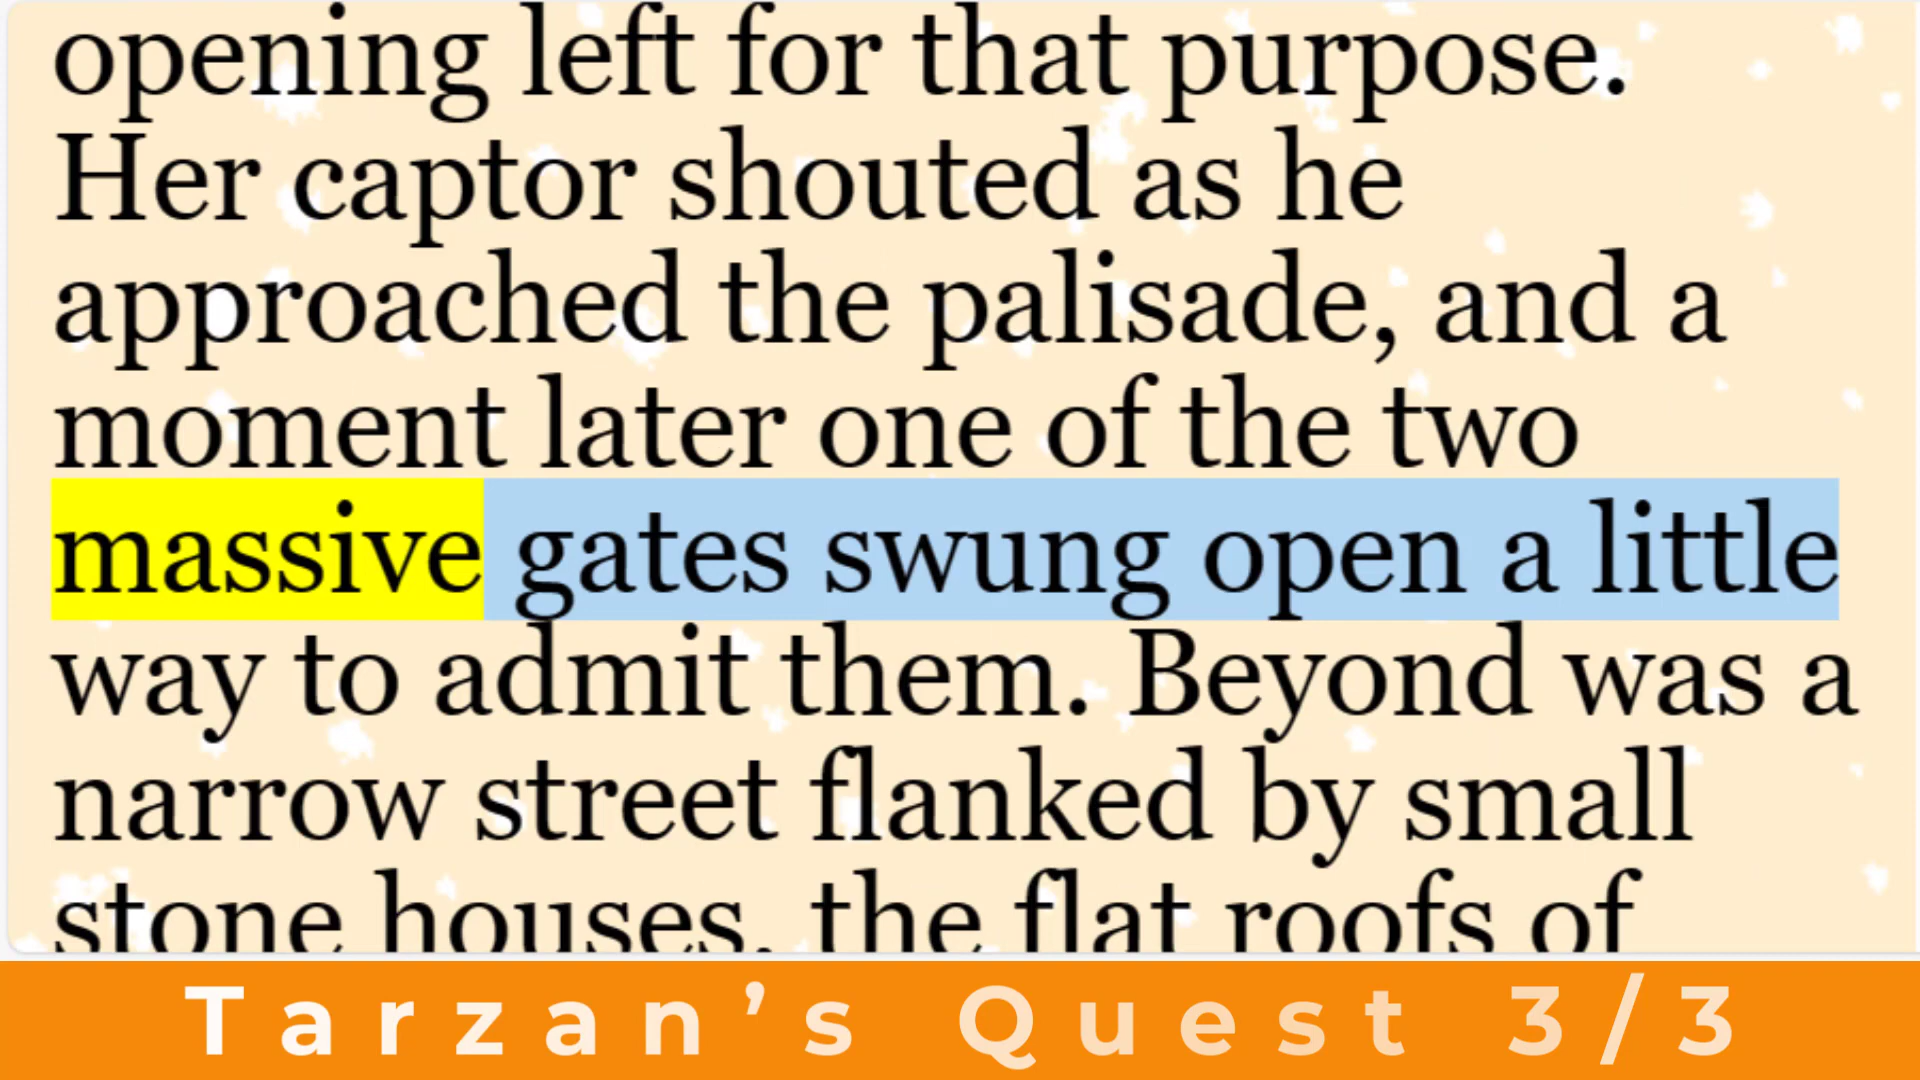 opening left for that purpose.
Her captor shouted as he
approached the palisade, and a
moment later one of the two
massive gates swung open a little
way to admit them. Beyond was a
narrow street flanked by small
stone houses, the flat roofs of
Tarzan’s Quest 3/3